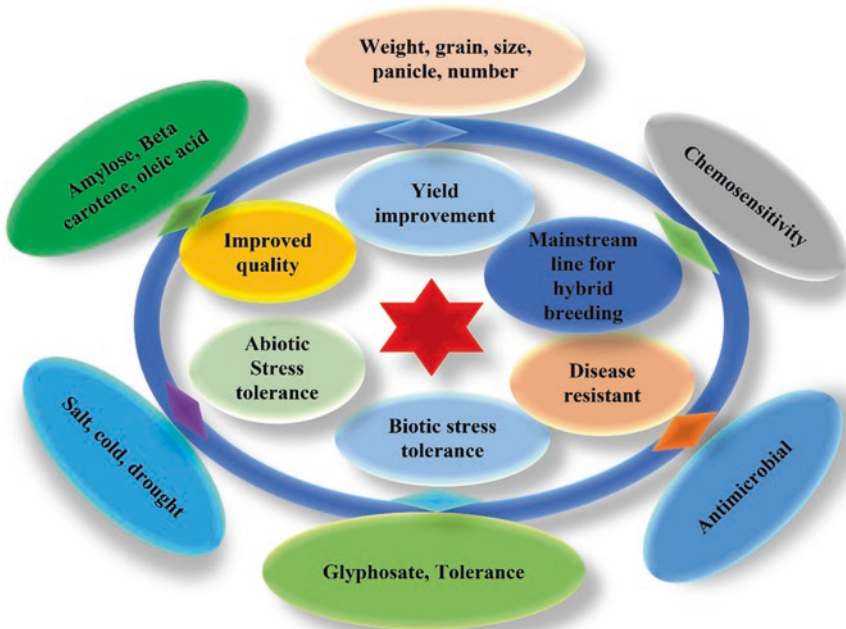 Weight, grain, size,
panicle, number
Amylose, Beta
carotene, oleic acid
Chemosensitivity
Yield
improvement
Improved
quality
Mainstream
line for
hybrid
breeding
Abiotic
Stress
tolerance
Disease
resistant
Biotic stress
tolerance
Salt, cold, drought
Antimicrobial
Glyphosate, Tolerance